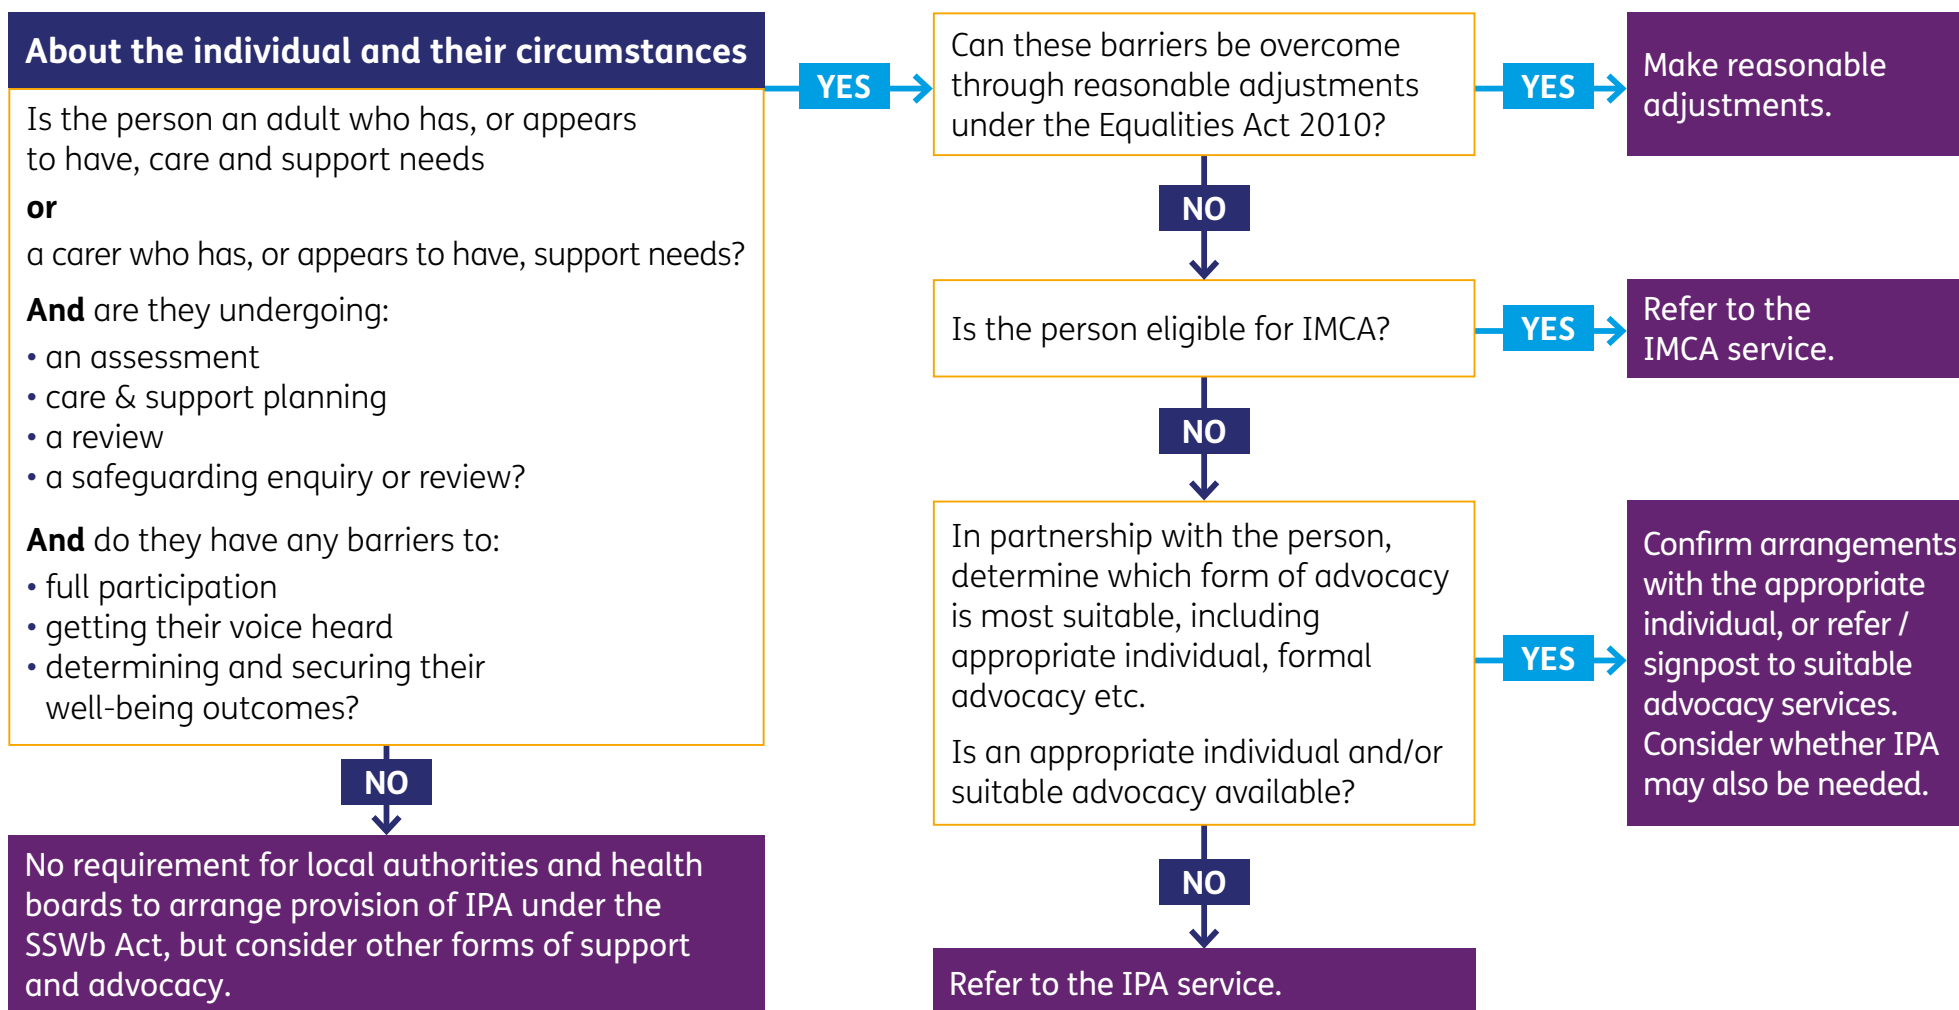 About the individual and their circumstances
Is the person an adult who has, or appears
to have, care and support needs
or
a carer who has, or appears to have, support needs?
And are they undergoing:
• an assessment
• care & support planning
• a review
• a safeguarding enquiry or review?
And do they have any barriers to:
• full participation
• getting their voice heard
• determining and securing their
well-being outcomes?
NO
No requirement for local authorities and health
boards to arrange provision of IPA under the
SSWb Act, but consider other forms of support
and advocacy.
YES
Can these barriers be overcome
through reasonable adjustments
under the Equalities Act 2010?
YES
Make reasonable
adjustments.
NO
Is the person eligible for IMCA?
YES
Refer to the
IMCA service.
NO
In partnership with the person,
determine which form of advocacy
is most suitable, including
appropriate individual, formal
advocacy etc.
Is an appropriate individual and/or
suitable advocacy available?
YES
Confirm arrangements
with the appropriate
individual, or refer /
signpost to suitable
advocacy services.
Consider whether IPA
may also be needed.
NO
Refer to the IPA service.